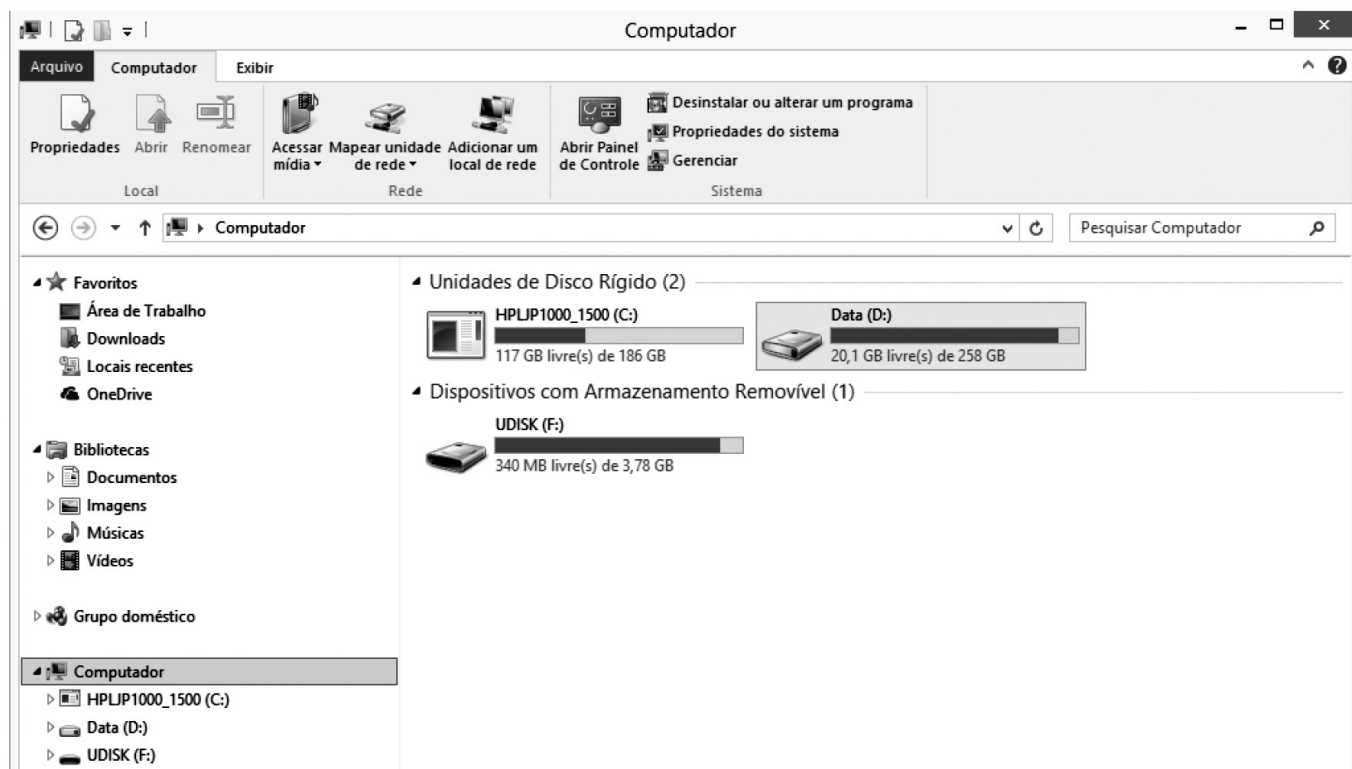 Computador
Arquivo Computador Exibir
Propriedades Abrir Renomear
Local
Acessar mídia Mapear unidade de rede Adicionar um local de rede
Rede
Abrir Painel de Controle
Desinstalar ou alterar um programa
Propriedades do sistema
Gerenciar
Sistema
Computador
Pesquisar Computador
Favoritos
Área de Trabalho
Downloads
Locais recentes
OneDrive
Bibliotecas
Documentos
Imagens
Músicas
Vídeos
Grupo doméstico
Computador
HPLJP1000_1500 (C:)
Data (D:)
UDISK (F:)
Unidades de Disco Rígido (2)
HPLJP1000_1500 (C:)
117 GB livre(s) de 186 GB
Data (D:)
20,1 GB livre(s) de 258 GB
Dispositivos com Armazenamento Removível (1)
UDISK (F:)
340 MB livre(s) de 3,78 GB